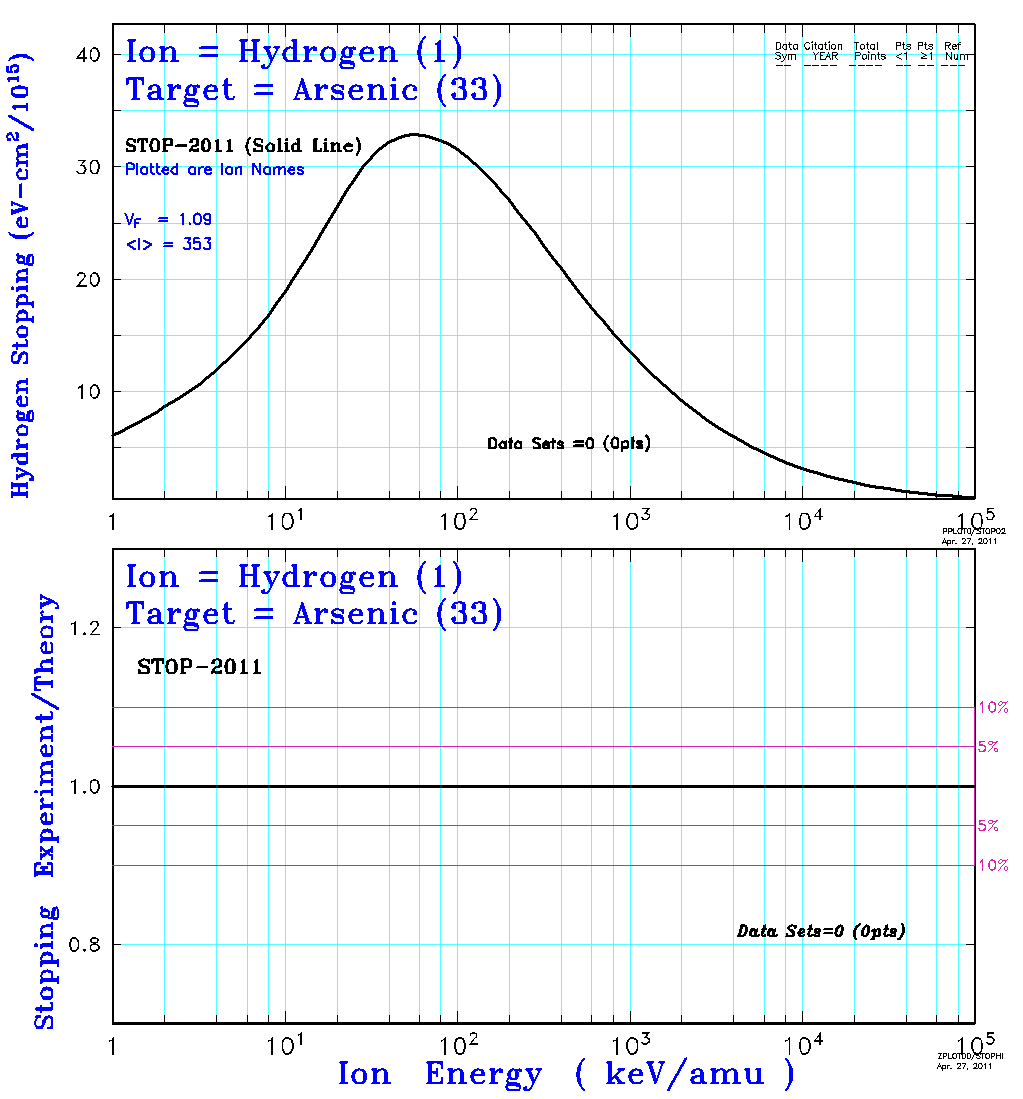 Ion = Hydrogen (1)
Target = Arsenic (33)
Data Citation Total Pts Pts Ref
Sym YEAR Points <1 ≥1 Num
STOP-2011 (Solid Line)
Plotted are Ion Names
VF = 1.09
<I> = 353
Data Sets =0 (0pts)
Hydrogen Stopping (eV-cm²/10¹⁵)
40
30
20
10
1 10¹ 10² 10³ 10⁴ 10⁵
PPLOT0/STOP02
Apr. 27, 2011
Ion = Hydrogen (1)
Target = Arsenic (33)
STOP-2011
Stopping Experiment/Theory
1.2
1.0
0.8
10%
5%
5%
10%
Data Sets=0 (0pts)
1 10¹ 10² 10³ 10⁴ 10⁵
Ion Energy ( keV/amu )
Apr. 27, 2011